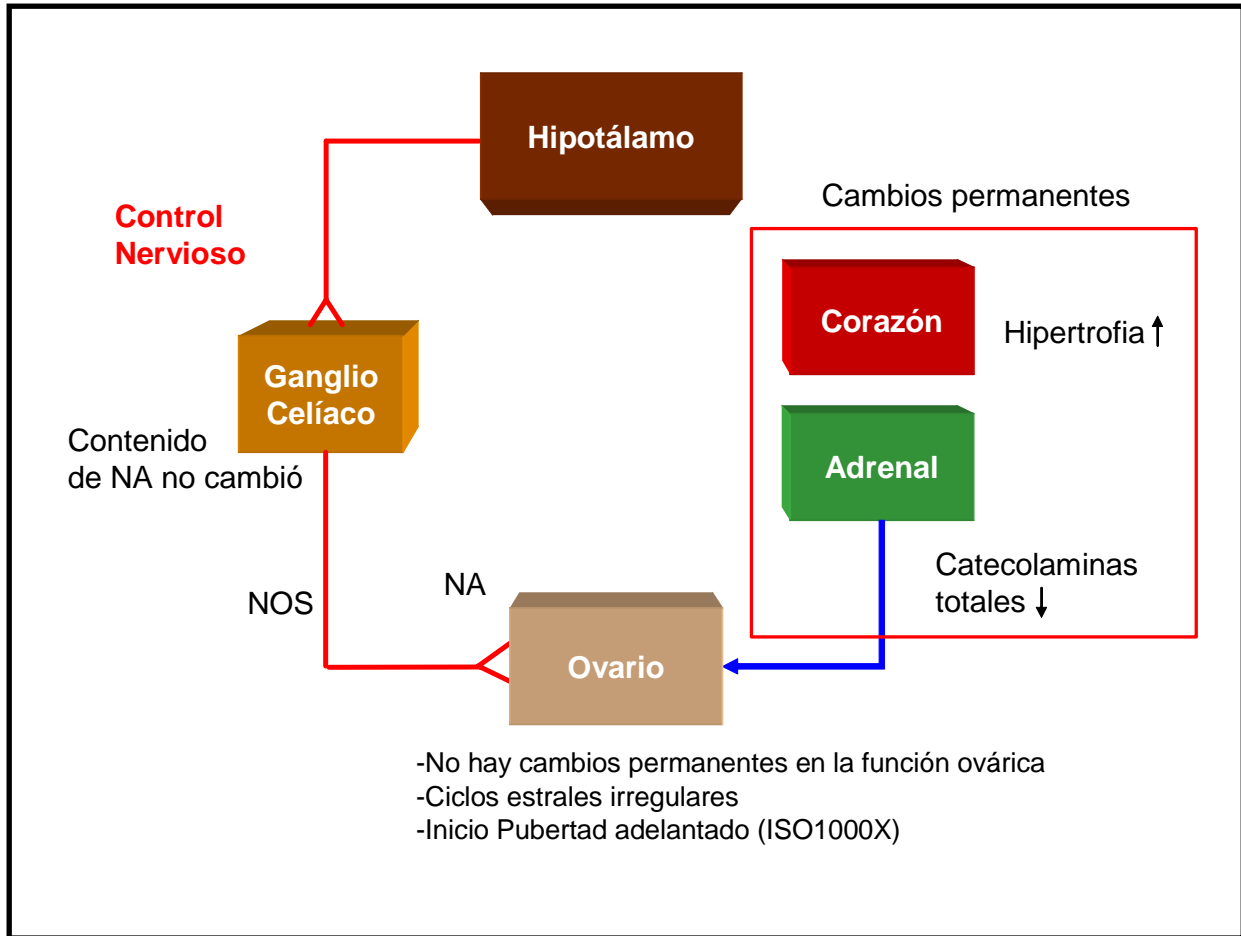 Hipotálamo
Control
Nervioso
Cambios permanentes
Corazón
Hipertrofia ↑
Ganglio
Celíaco
Contenido
de NA no cambió
Adrenal
Catecolaminas
totales ↓
NOS
NA
Ovario
-No hay cambios permanentes en la función ovárica
-Ciclos estrales irregulares
-Inicio Pubertad adelantado (ISO1000X)